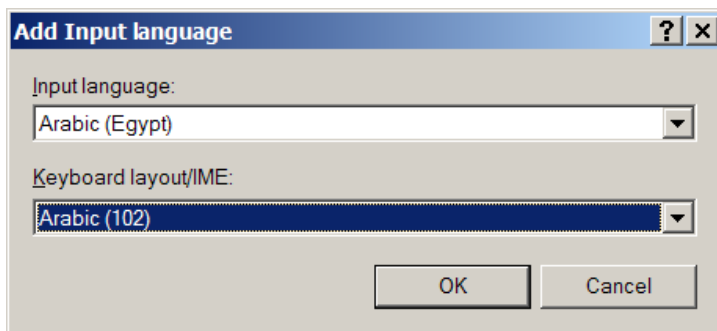 Add Input language
Input language:
Arabic (Egypt)
Keyboard layout/IME:
Arabic (102)
OK Cancel